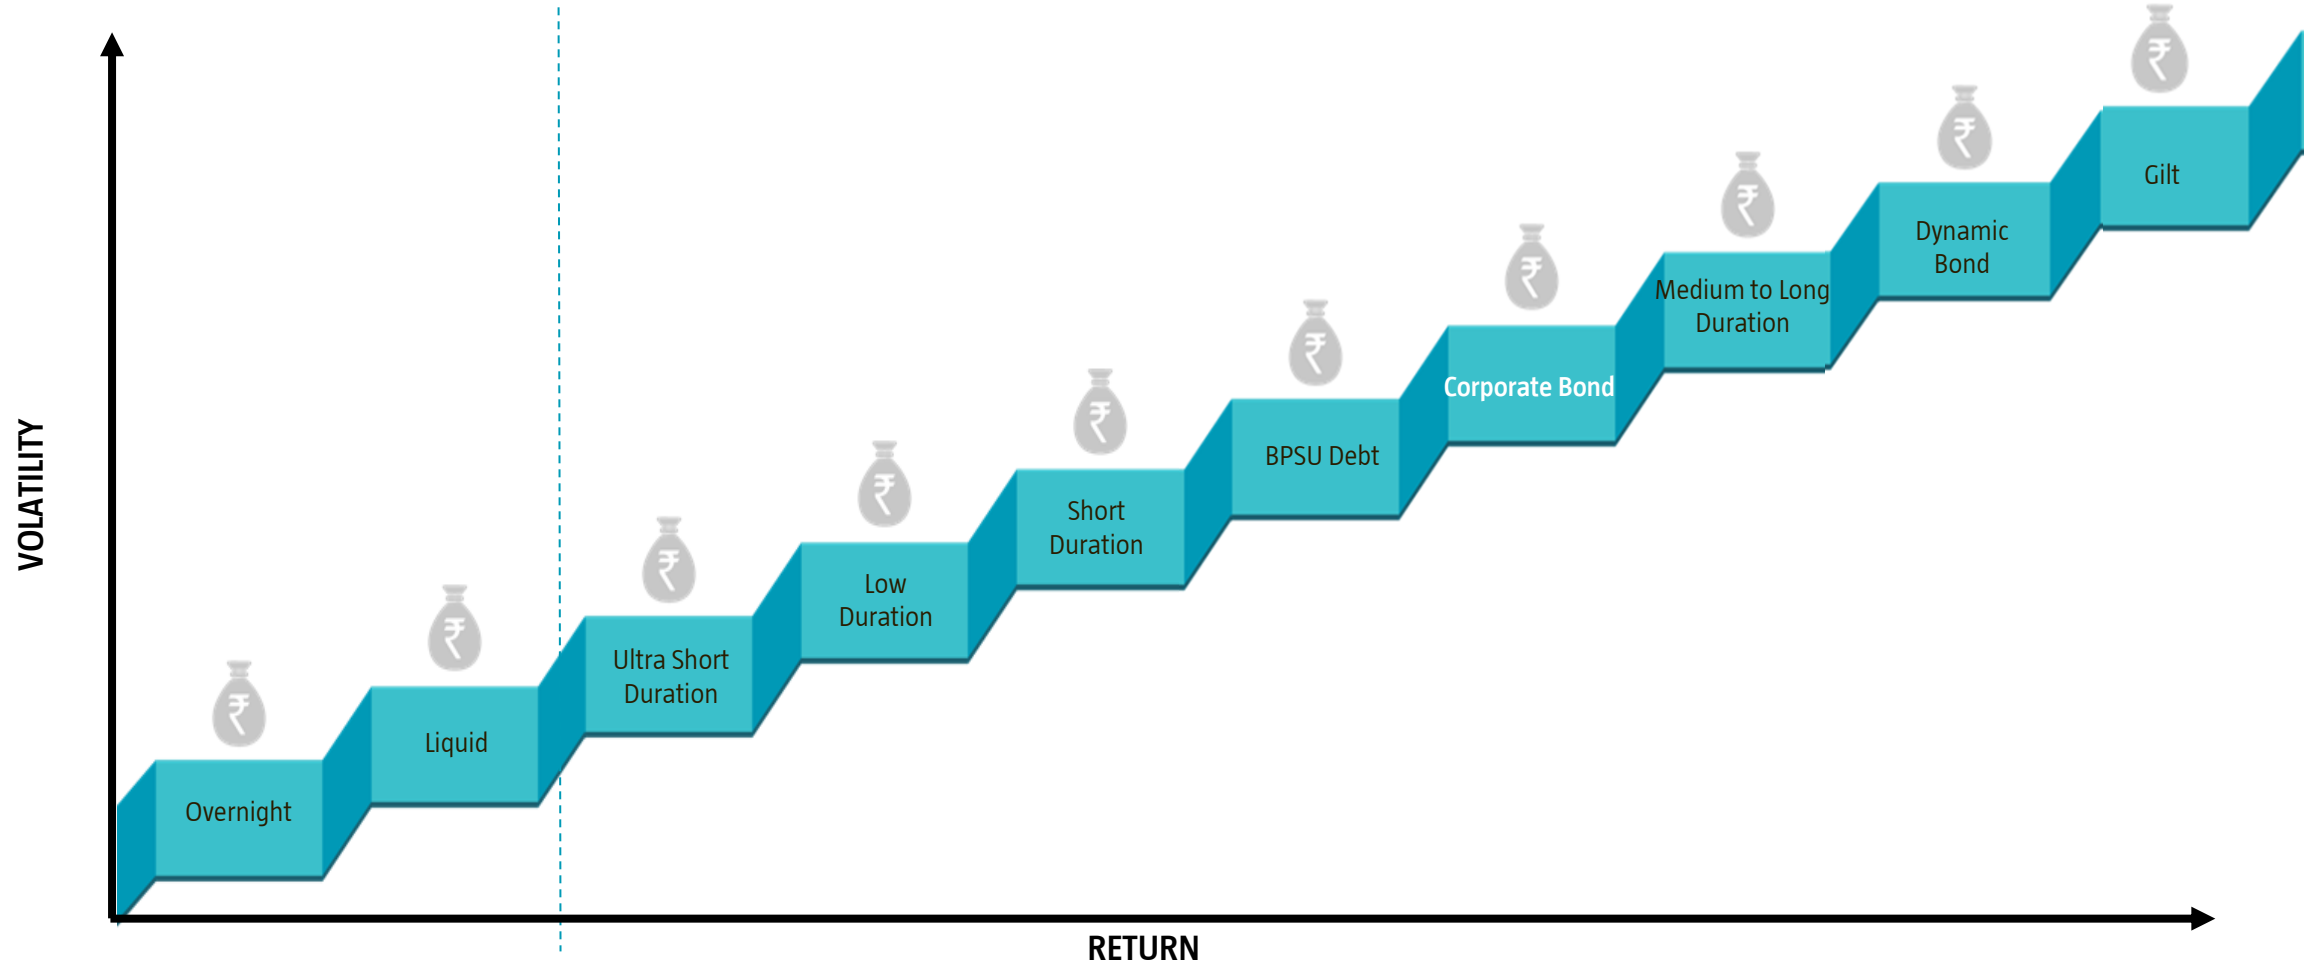 VOLATILITY
Overnight
Liquid
Ultra Short
Duration
Low
Duration
Short
Duration
BPSU Debt
Corporate Bond
Medium to Long
Duration
Dynamic
Bond
Gilt
₹
₹
₹
₹
₹
₹
₹
₹
₹
₹
RETURN